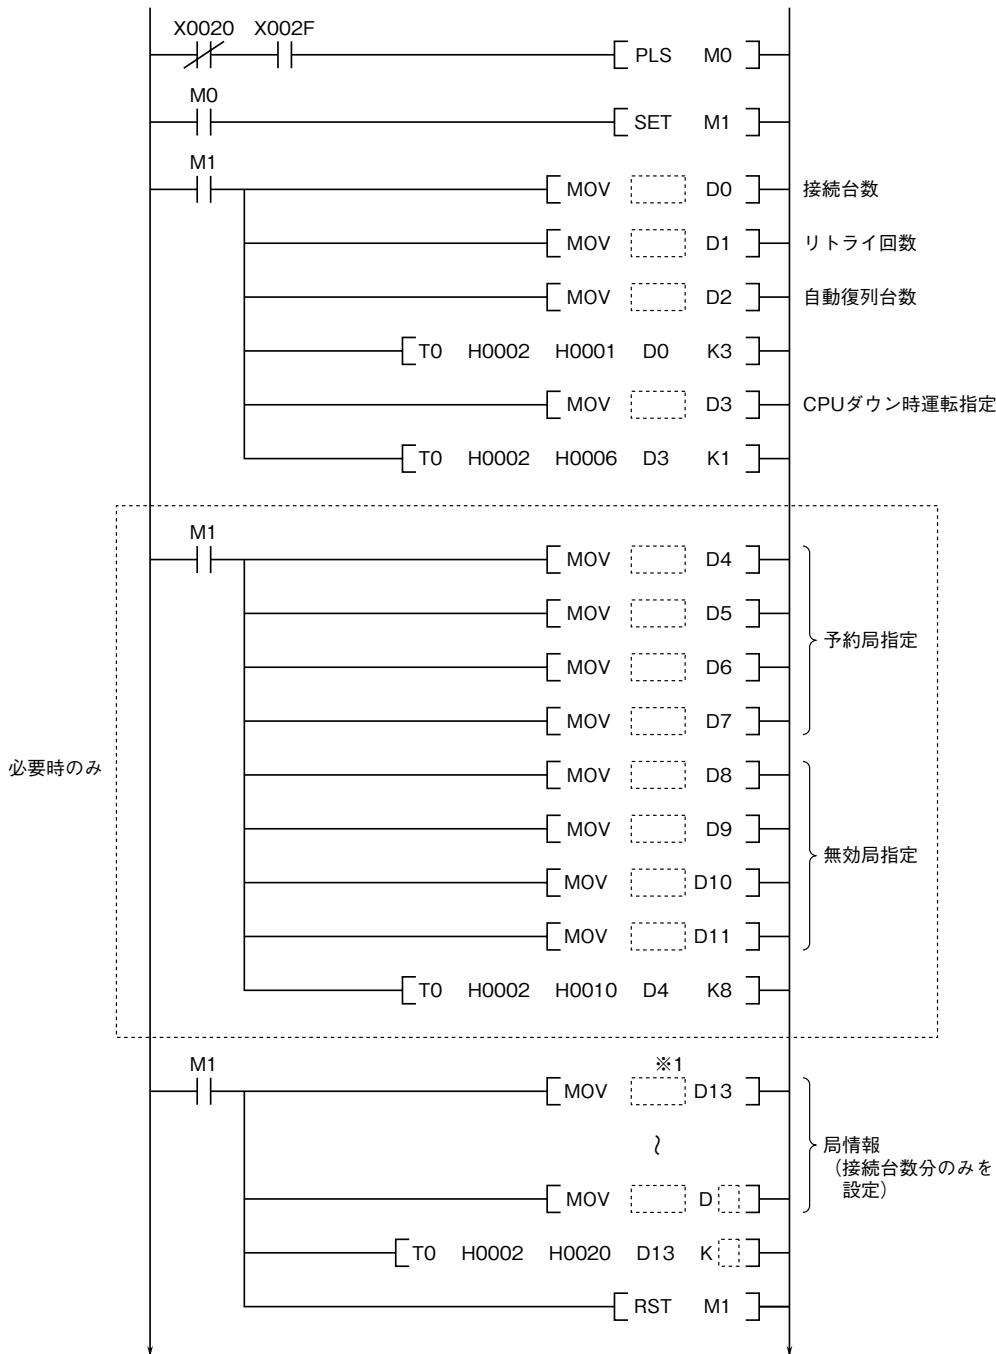 X0020 X002F
PLS M0
M0
SET M1
M1
MOV D0 接続台数
MOV D1 リトライ回数
MOV D2 自動復列台数
T0 H0002 H0001 D0 K3
MOV D3 CPUダウン時運転指定
T0 H0002 H0006 D3 K1
M1
MOV D4
MOV D5
予約局指定
MOV D6
MOV D7
必要時のみ
MOV D8
MOV D9
無効局指定
MOV D10
MOV D11
T0 H0002 H0010 D4 K8
M1
※1
MOV D13
～
局情報
（接続台数分のみを
設定）
MOV D
T0 H0002 H0020 D13 K
RST M1